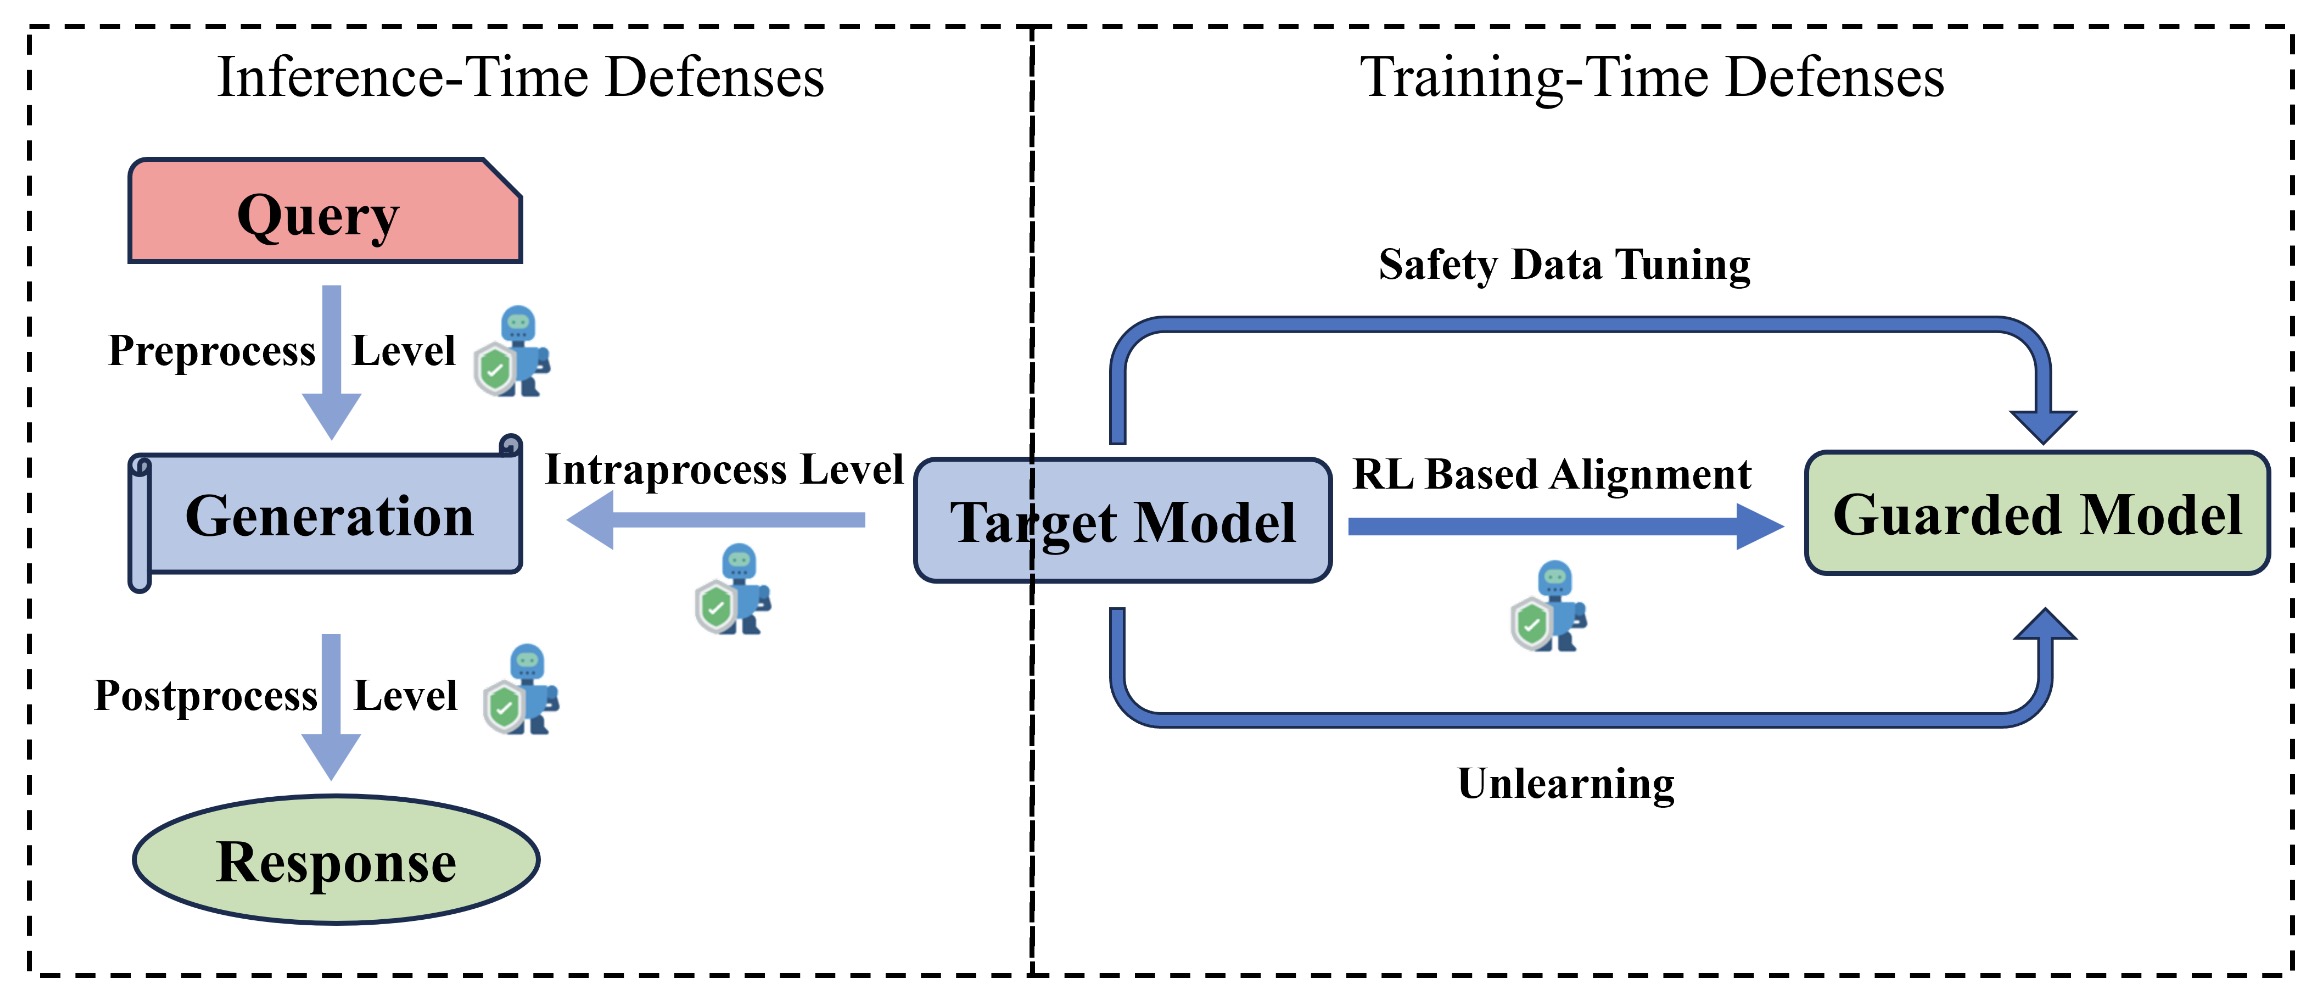 Inference-Time Defenses
Query
Preprocess Level
Generation
Intraprocess Level
Postprocess Level
Response
Target Model
Training-Time Defenses
Safety Data Tuning
RL Based Alignment
Guarded Model
Unlearning